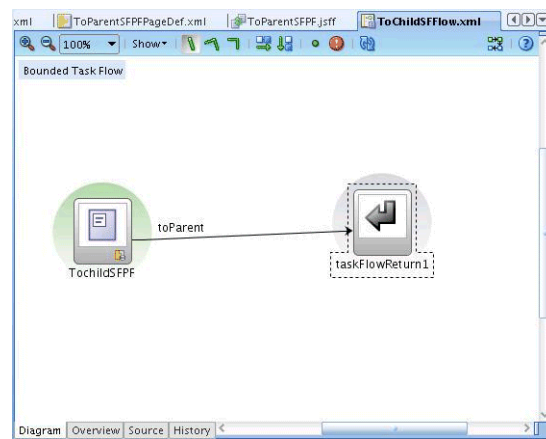 xml ToParentSFPFPageDef.xml ToParentSFPF.jsff ToChildSFFlow.xml
100% Show
Bounded Task Flow
toParent
TochildSFPF
taskFlowReturn1
Diagram Overview Source History